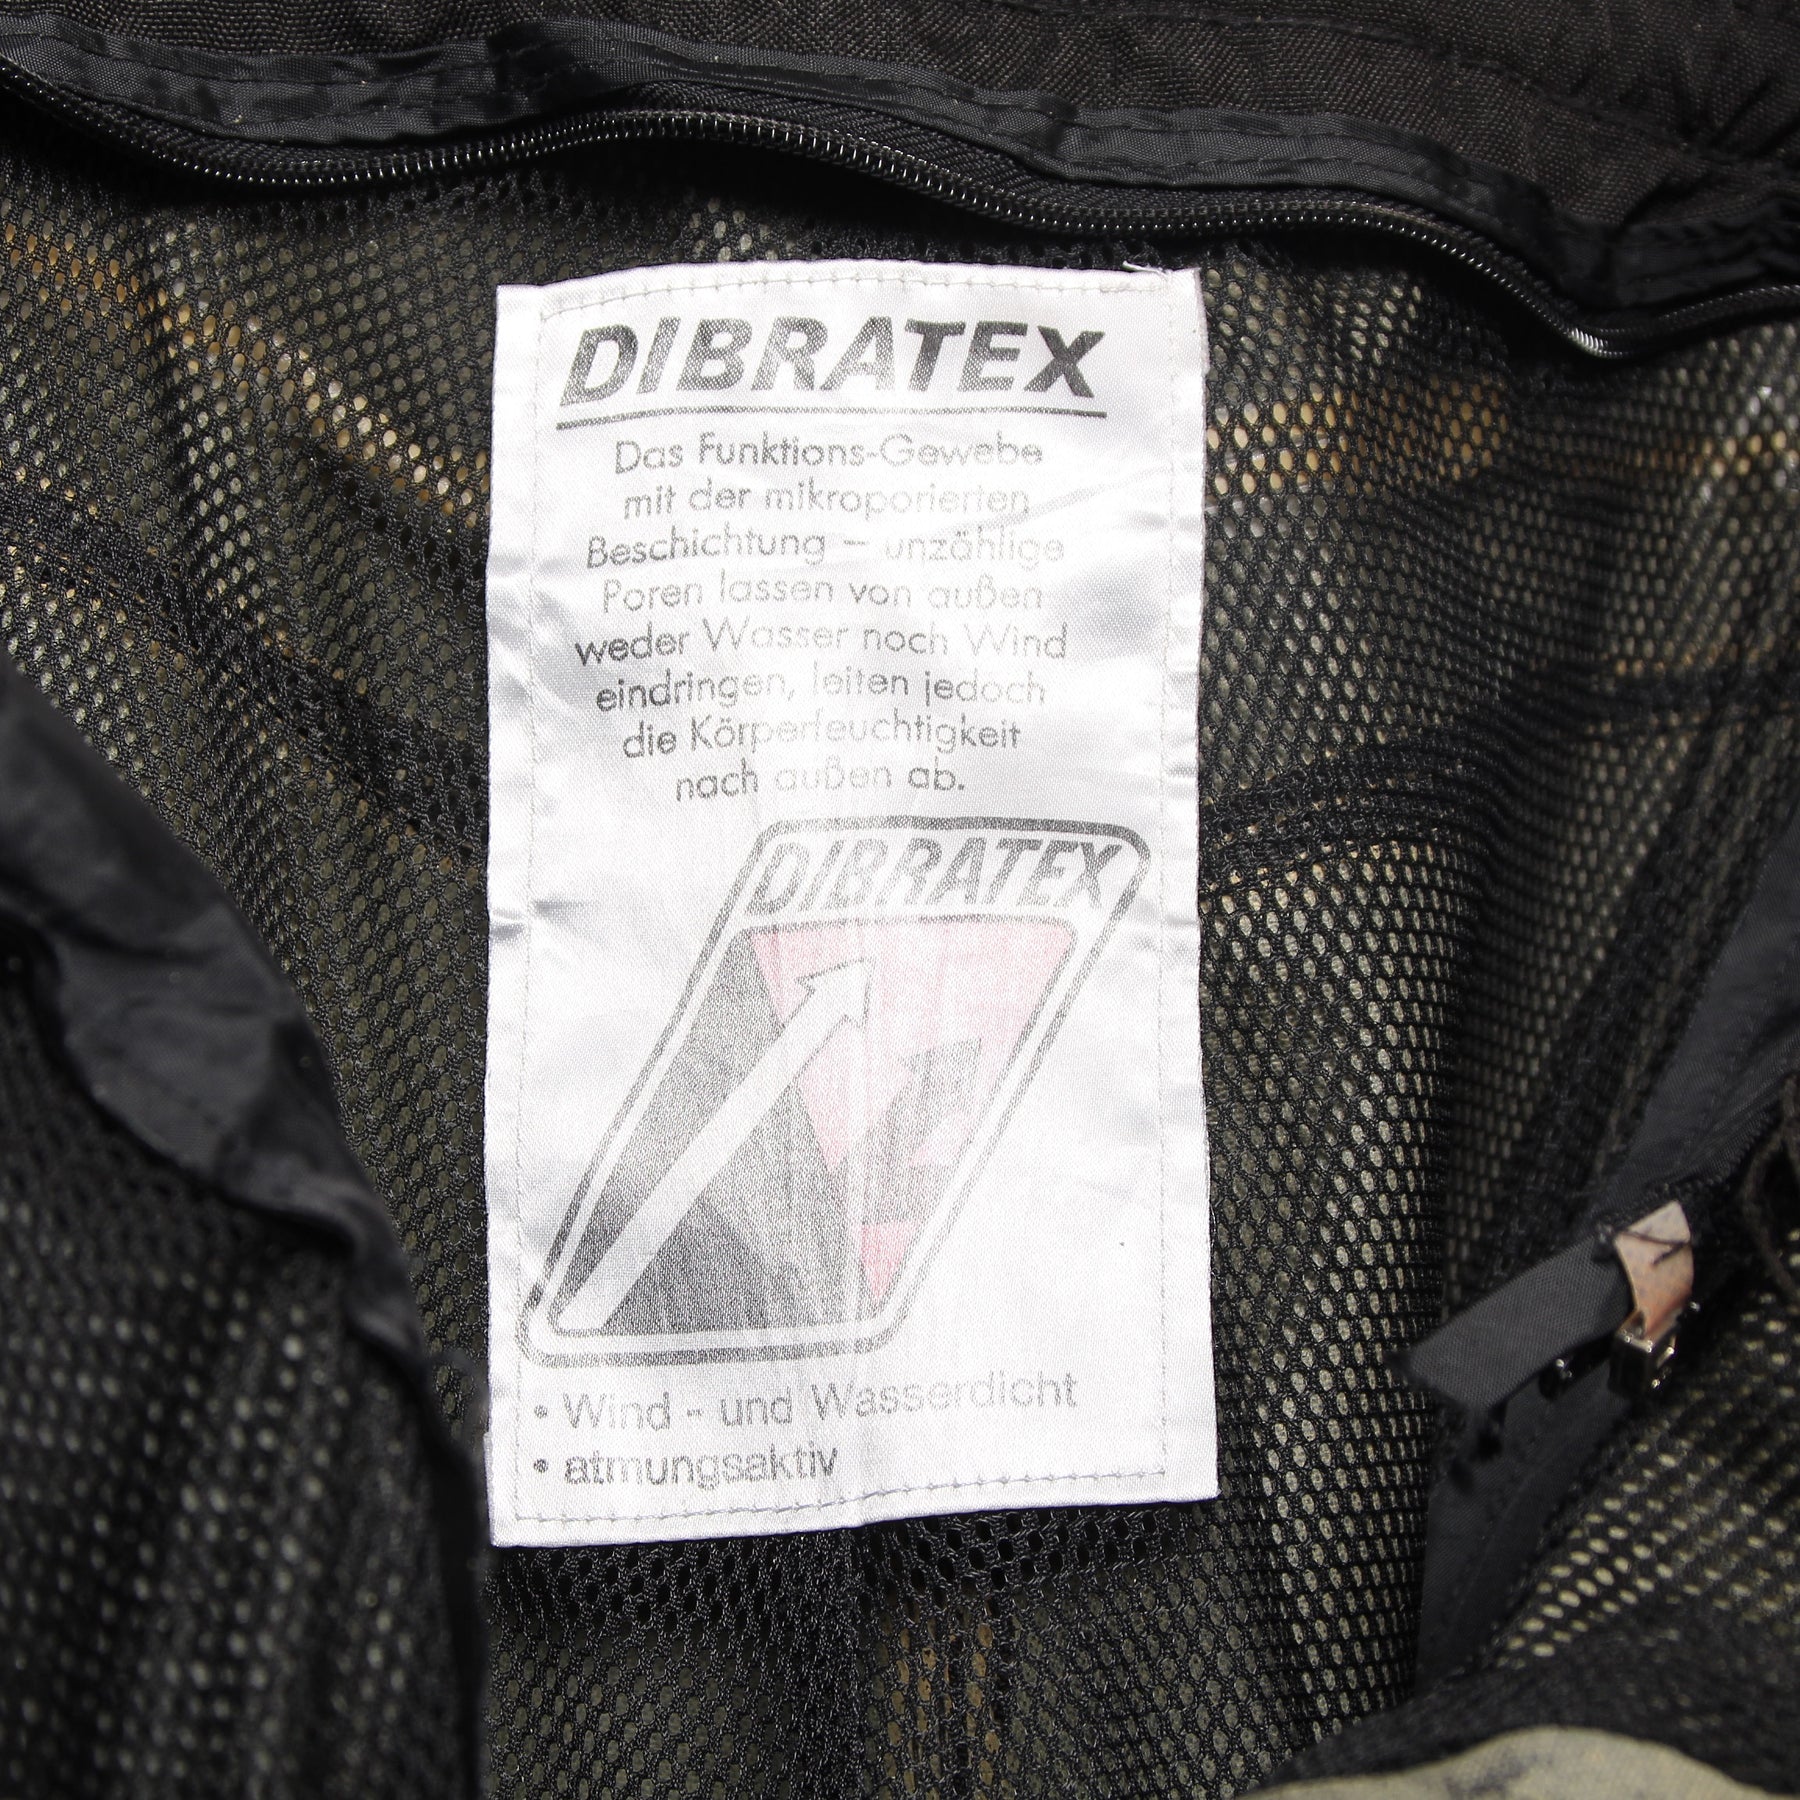 DIBRATEX
Das Funktions-Gewebe
mit der mikroporierten
Beschichtung – unzählige
Poren lassen von außen
weder Wasser noch Wind
eindringen, leiten jedoch
die Körperfeuchtigkeit
nach außen ab.
DIBRATEX
• Wind - und Wasserdicht
• atmungsaktiv